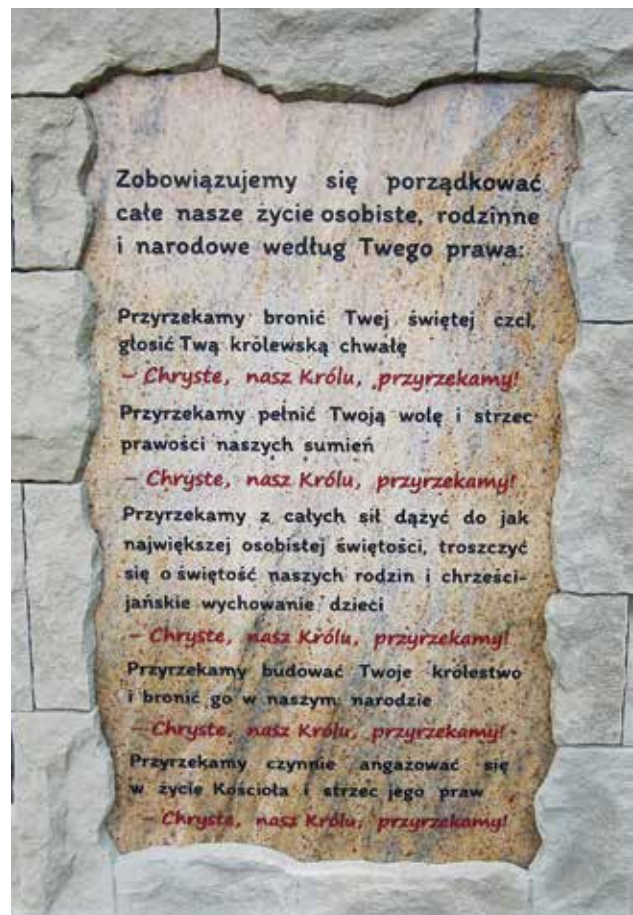 Zobowiązujemy się porządkować
całe nasze życie osobiste, rodzinne
i narodowe według Twego prawa:
Przyrzekamy bronić Twej świętej czci,
głosić Twą królewską chwałę
– Chryste, nasz Królu, przyrzekamy!
Przyrzekamy pełnić Twoją wolę i strzec
prawości naszych sumień
– Chryste, nasz Królu, przyrzekamy!
Przyrzekamy z całych sił dążyć do jak
największej osobistej świętości, troszczyć
się o świętość naszych rodzin i chrześci-
jańskie wychowanie dzieci
– Chryste, nasz Królu, przyrzekamy!
Przyrzekamy budować Twoje królestwo
i bronić go w naszym narodzie
– Chryste, nasz Królu, przyrzekamy!
Przyrzekamy czynnie angażować się
w życie Kościoła i strzec jego praw
– Chryste, nasz Królu, przyrzekamy!